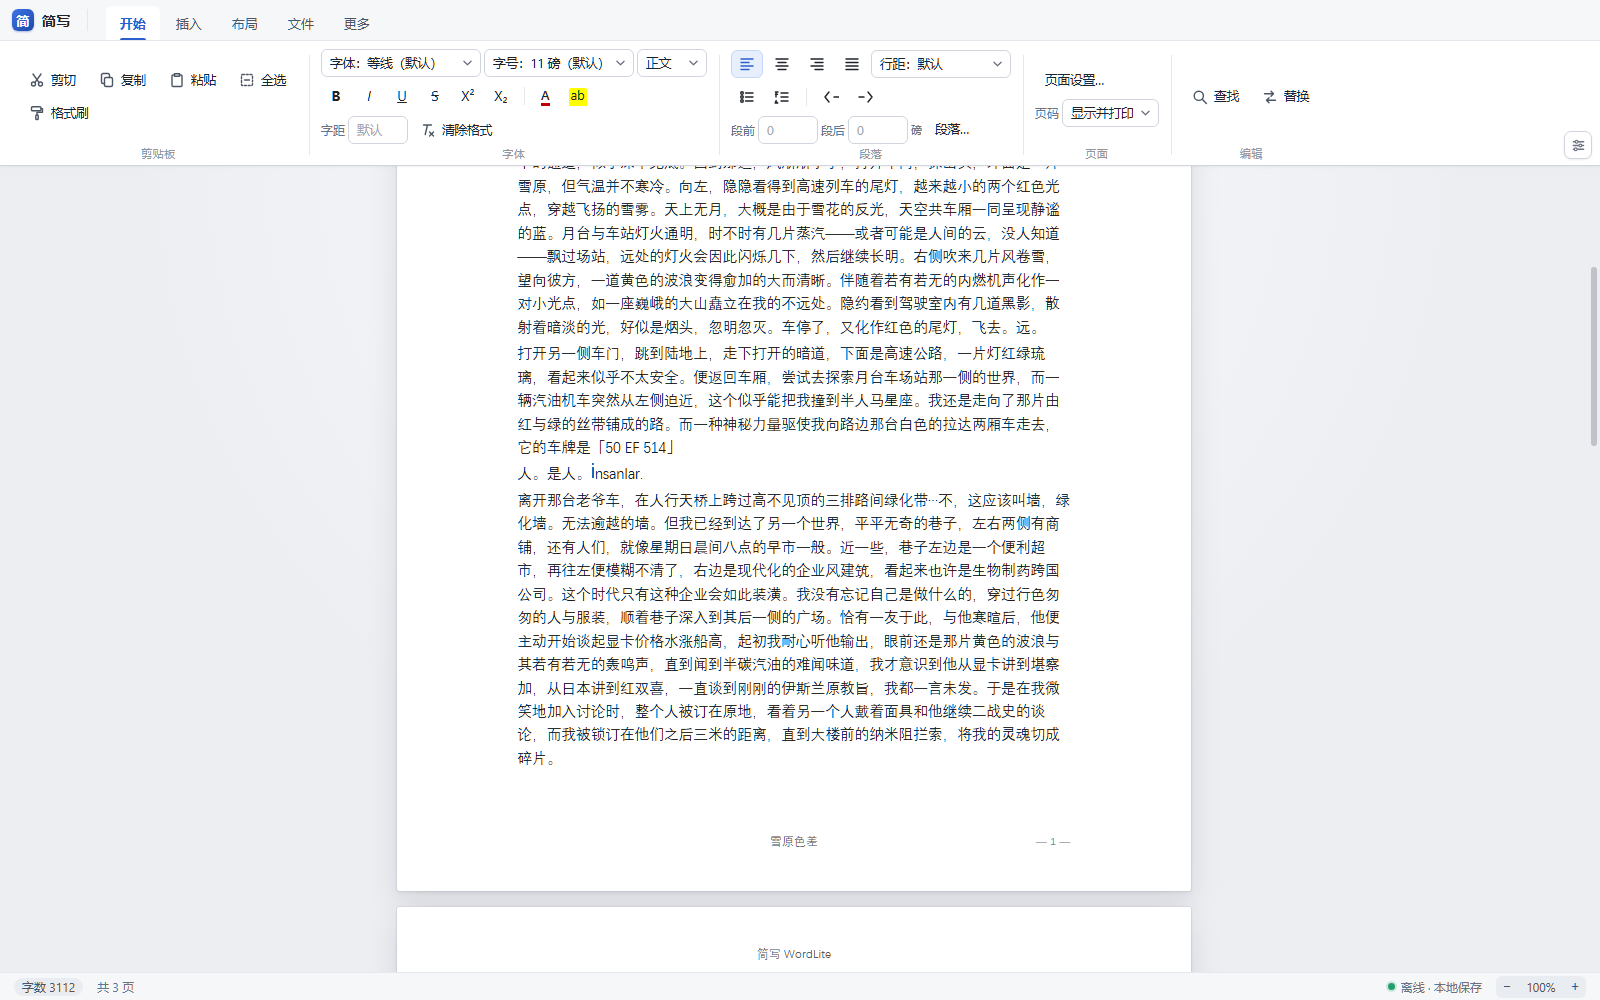 简 简写 开始 插入 布局 文件 更多
剪切 复制 粘贴 全选
格式刷
剪贴板
字体：等线（默认） 字号：11 磅（默认） 正文
B I U S X² X₂ A ab
字距 默认 清除格式
字体
行距：默认
段前 0 段后 0 磅 段落...
段落
页面设置...
页码 显示并打印
页面
查找 替换
编辑
雪原，但气温并不寒冷。向左，隐隐看得到高速列车的尾灯，越来越小的两个红色光
点，穿越飞扬的雪雾。天上无月，大概是由于雪花的反光，天空共车厢一同呈现静谧
的蓝。月台与车站灯火通明，时不时有几片蒸汽——或者可能是人间的云，没人知道
——飘过场站，远处的灯火会因此闪烁几下，然后继续长明。右侧吹来几片风卷雪，
望向彼方，一道黄色的波浪变得愈加的大而清晰。伴随着若有若无的内燃机声化作一
对小光点，如一座巍峨的大山矗立在我的不远处。隐约看到驾驶室内有几道黑影，散
射着暗淡的光，好似是烟头，忽明忽灭。车停了，又化作红色的尾灯，飞去。远。
打开另一侧车门，跳到陆地上，走下打开的暗道，下面是高速公路，一片灯红绿琉
璃，看起来似乎不太安全。便返回车厢，尝试去探索月台车场站那一侧的世界，而一
辆汽油机车突然从左侧迫近，这个似乎能把我撞到半人马星座。我还是走向了那片由
红与绿的丝带铺成的路。而一种神秘力量驱使我向路边那台白色的拉达两厢车走去，
它的车牌是「50 EF 514」
人。是人。İnsanlar.
离开那台老爷车，在人行天桥上跨过高不见顶的三排路间绿化带…不，这应该叫墙，绿
化墙。无法逾越的墙。但我已经到达了另一个世界，平平无奇的巷子，左右两侧有商
铺，还有人们，就像星期日晨间八点的早市一般。近一些，巷子左边是一个便利超
市，再往左便模糊不清了，右边是现代化的企业风建筑，看起来也许是生物制药跨国
公司。这个时代只有这种企业会如此装潢。我没有忘记自己是做什么的，穿过行色匆
匆的人与服装，顺着巷子深入到其后一侧的广场。恰有一友于此，与他寒暄后，他便
主动开始谈起显卡价格水涨船高，起初我耐心听他输出，眼前还是那片黄色的波浪与
其若有若无的轰鸣声，直到闻到半碳汽油的难闻味道，我才意识到他从显卡讲到堪察
加，从日本讲到红双喜，一直谈到刚刚的伊斯兰原教旨，我都一言未发。于是在我微
笑地加入讨论时，整个人被订在原地，看着另一个人戴着面具和他继续二战史的谈
论，而我被锁订在他们之后三米的距离，直到大楼前的纳米阻拦索，将我的灵魂切成
碎片。
雪原色差 — 1 —
简写 WordLite
字数 3112 共 3 页 离线 · 本地保存 − 100% +